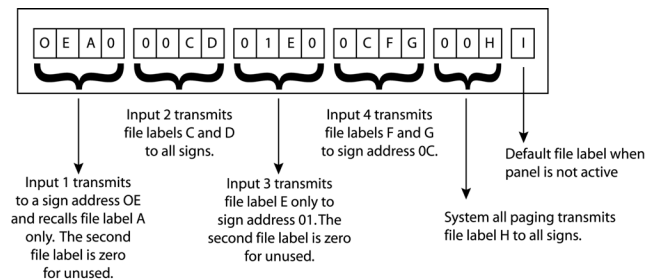 O E A 0 0 0 C D 0 1 E 0 0 C F G 0 0 H I
Input 2 transmits
file labels C and D
to all signs.
Input 4 transmits
file labels F and G
to sign address 0C.
Default file label when
panel is not active
Input 1 transmits
to a sign address OE
and recalls file label A
only. The second
file label is zero
for unused.
Input 3 transmits
file label E only to
sign address 01. The
second file label is zero
for unused.
System all paging transmits
file label H to all signs.